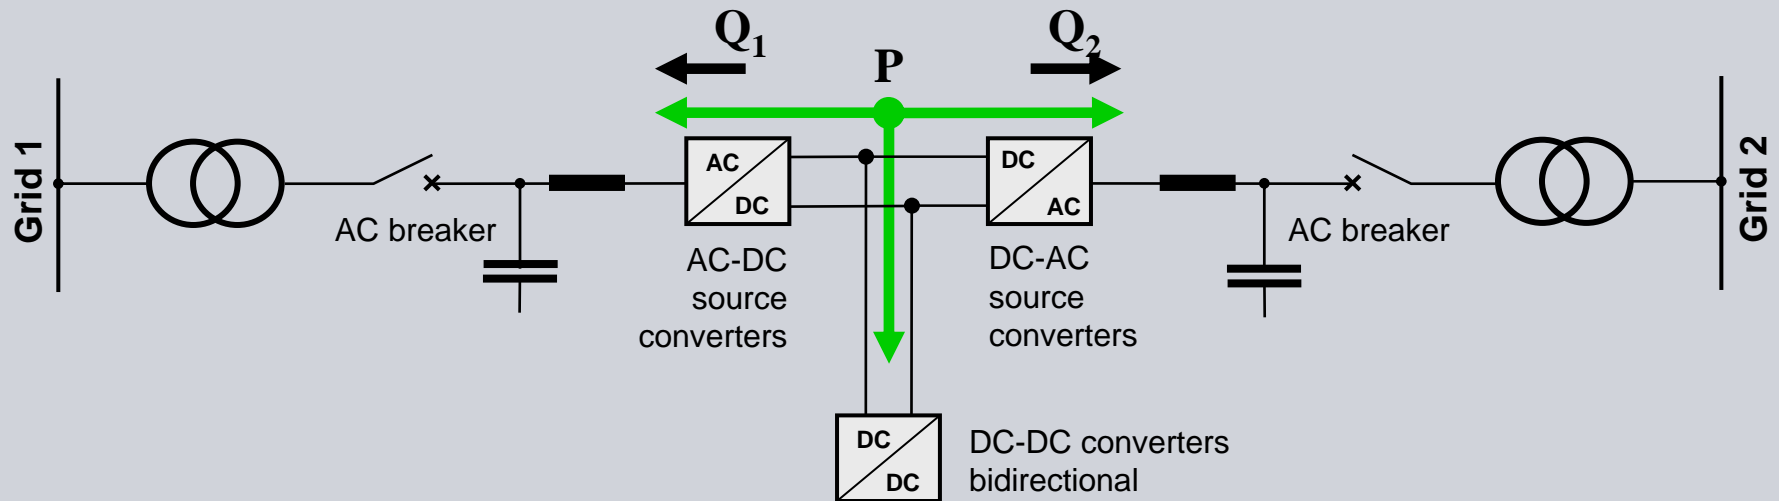 Q1
Q2
P
Grid 1
AC
DC
DC
AC
Grid 2
AC breaker
AC breaker
AC-DC
source
converters
DC-AC
source
converters
DC
DC
DC-DC converters
bidirectional